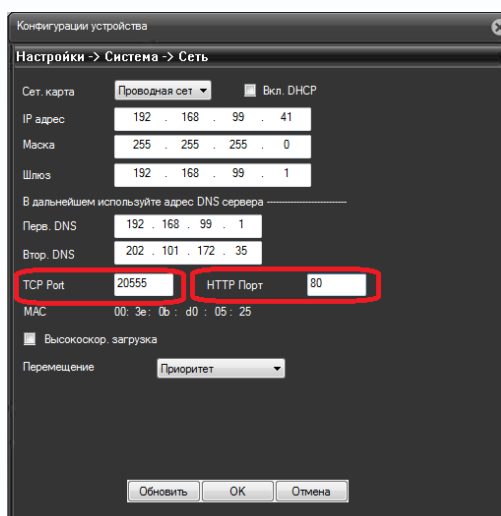 Конфигурации устройства
Настройки -> Система -> Сеть
Сет. карта Проводная сет Вкл. DHCP
IP адрес 192 . 168 . 99 . 41
Маска 255 . 255 . 255 . 0
Шлюз 192 . 168 . 99 . 1
В дальнейшем используйте адрес DNS сервера --------------------------
Перв. DNS 192 . 168 . 99 . 1
Втор. DNS 202 . 101 . 172 . 35
TCP Port 20555 HTTP Порт 80
MAC 00: 3e: 0b: d0: 05: 25
Высокоскор. загрузка
Перемещение Приоритет
Обновить OK Отмена